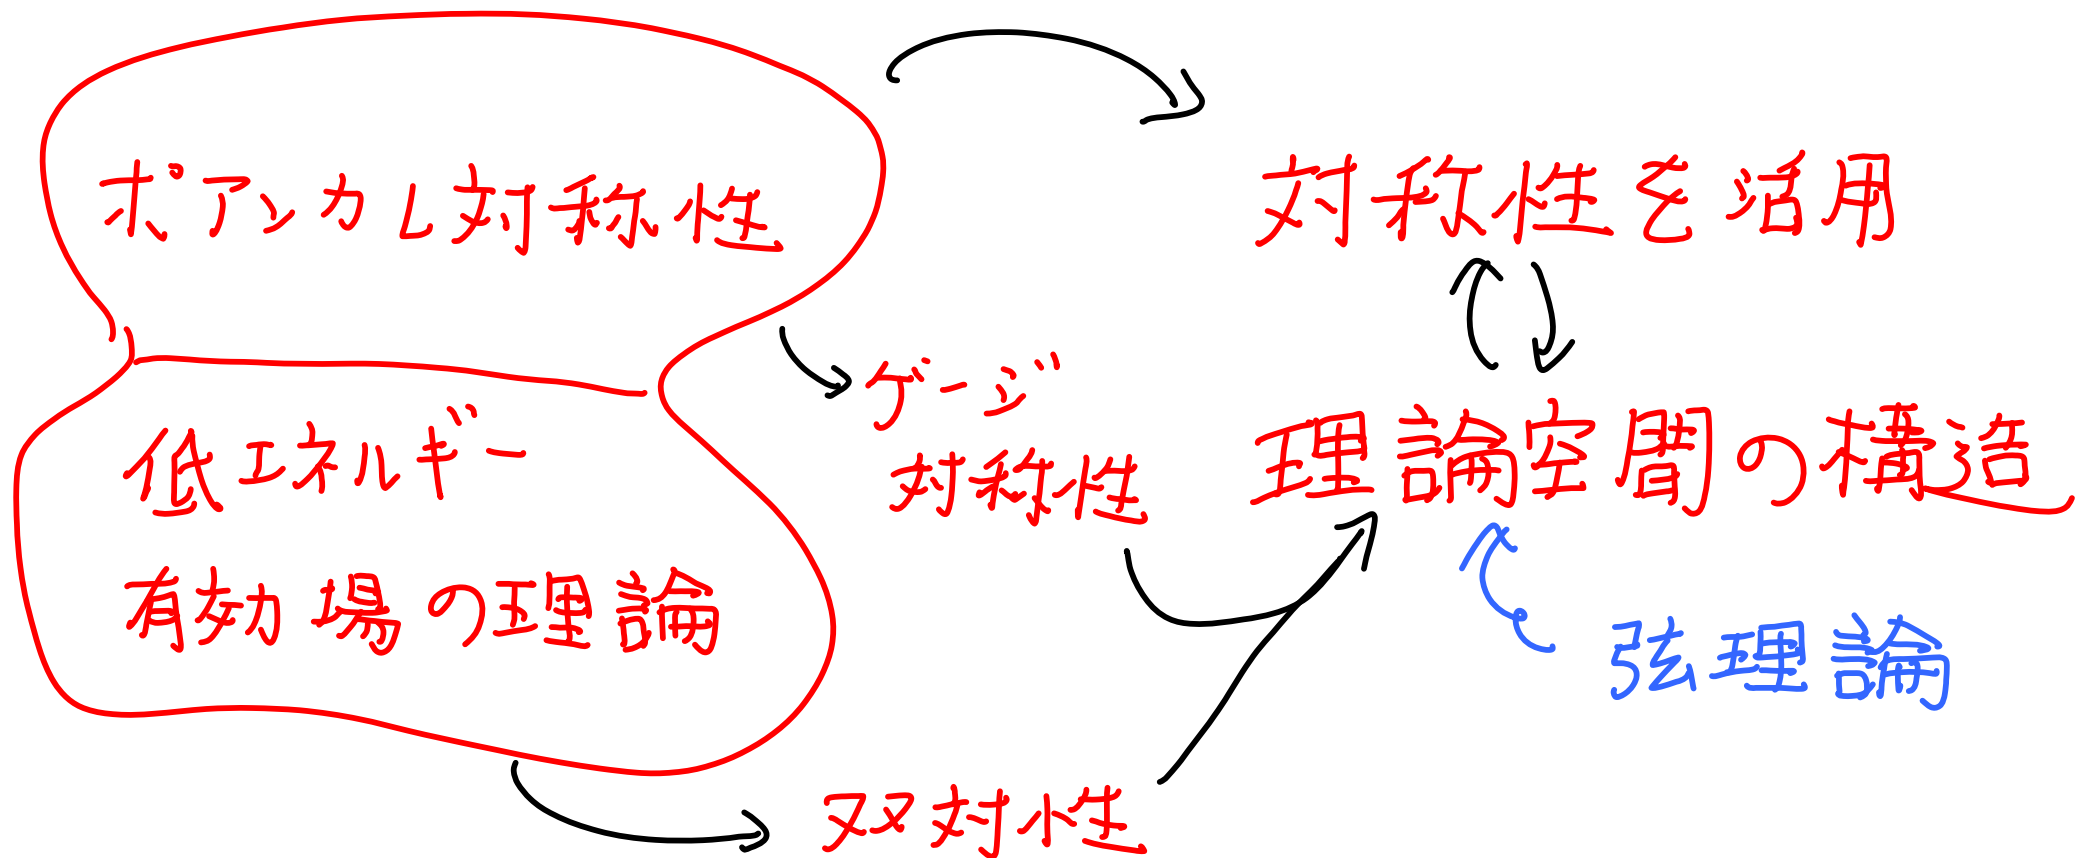 ポアンカレ対称性
対称性を活用
ゲージ
対称性
理論空間の構造
低エネルギー
有効場の理論
弦理論
双対性